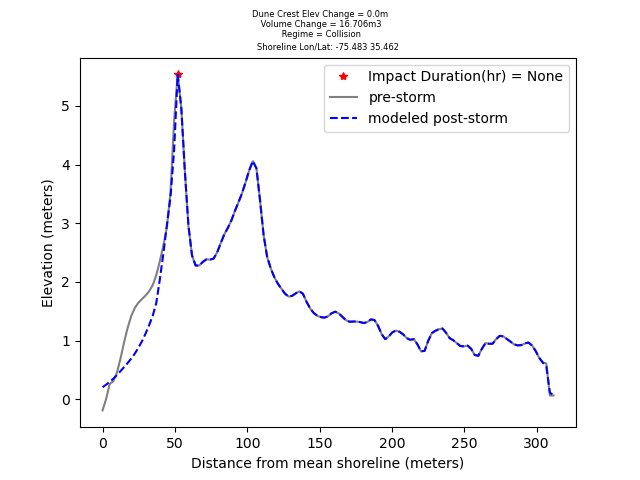 Dune Crest Elev Change = 0.0m
Volume Change = 16.706m3
Regime = Collision
Shoreline Lon/Lat: -75.483 35.462
Impact Duration(hr) = None
pre-storm
modeled post-storm
Elevation (meters)
5
4
3
2
1
0
0 50 100 150 200 250 300
Distance from mean shoreline (meters)